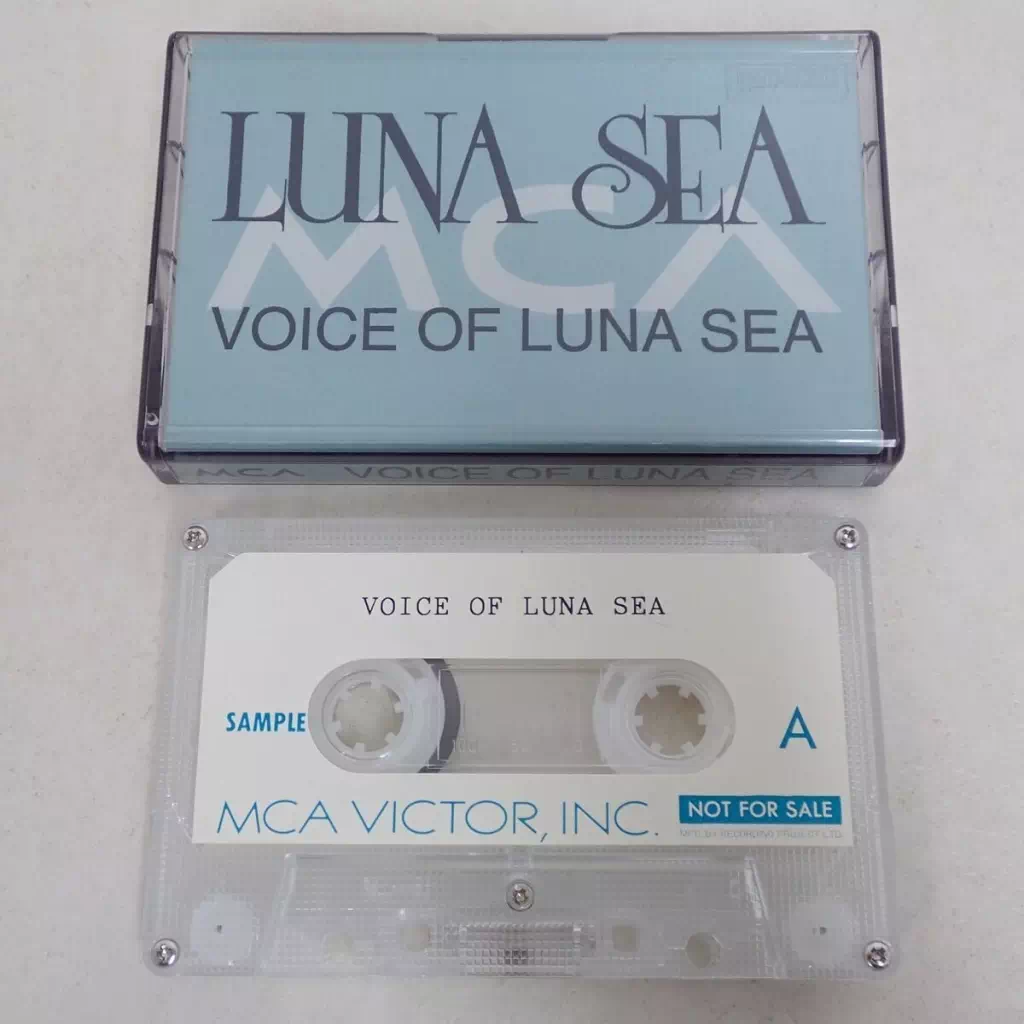 LUNA SEA
MCA
VOICE OF LUNA SEA
MCA VOICE OF LUNA SEA
VOICE OF LUNA SEA
SAMPLE
A
MCA VICTOR, INC.
NOT FOR SALE